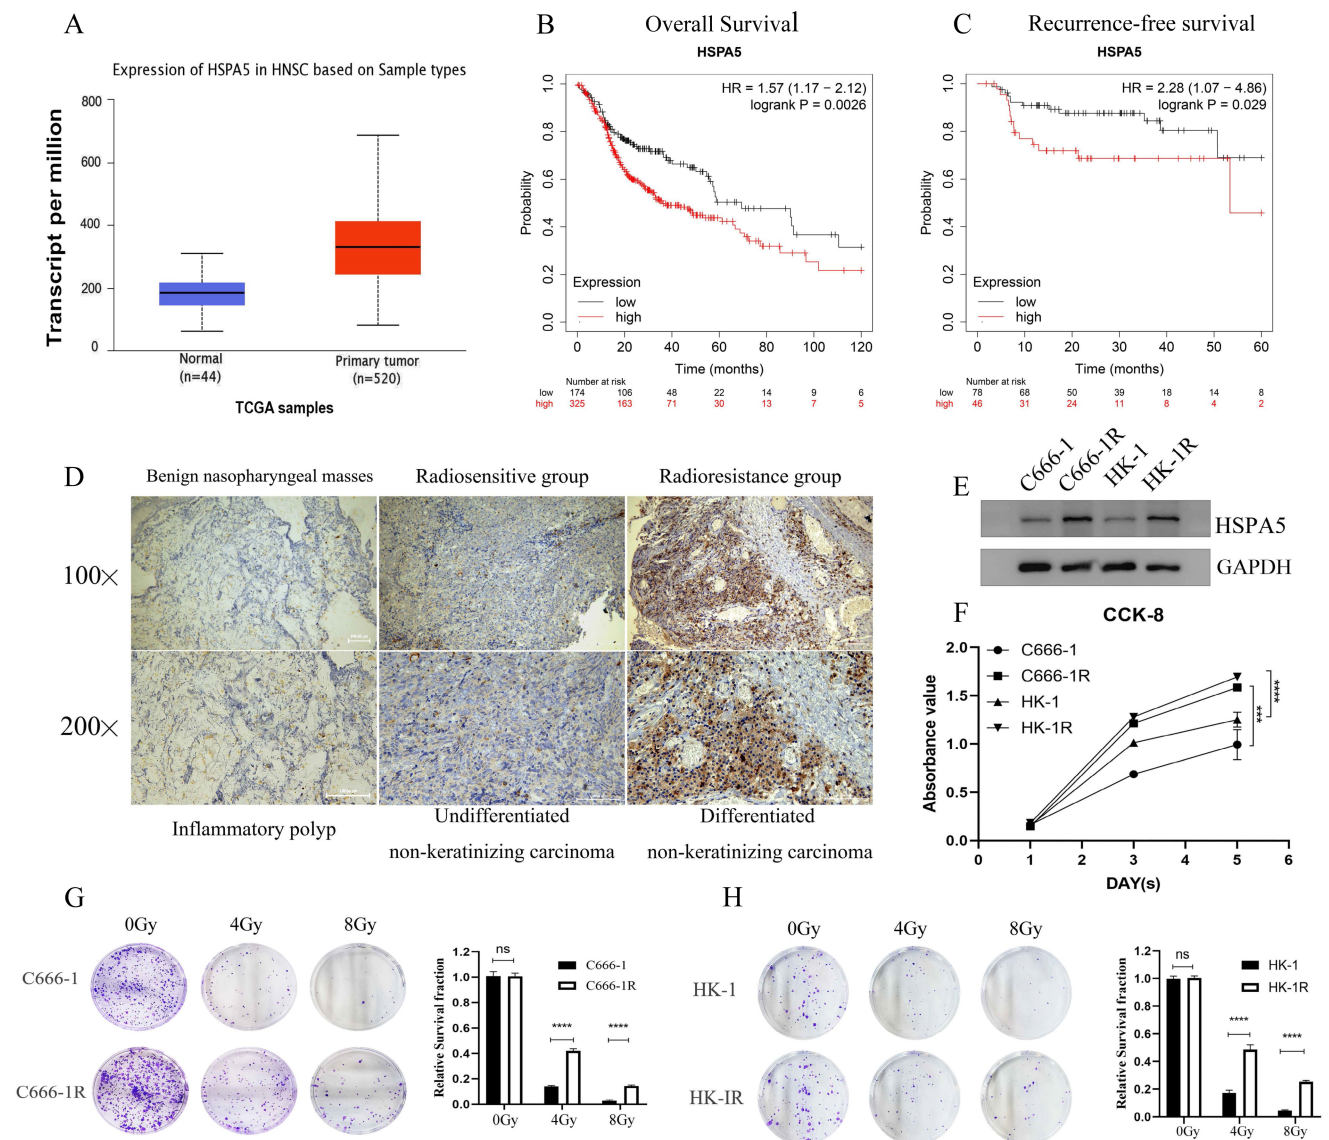 A
Expression of HSPA5 in HNSC based on Sample types
Transcript per million
800
600
400
200
0
Normal
(n=44)
Primary tumor
(n=520)
TCGA samples
B
Overall Survival
HSPA5
HR = 1.57 (1.17 − 2.12)
logrank P = 0.0026
Probability
1.0
0.8
0.6
0.4
0.2
0.0
Expression
low
high
0 20 40 60 80 100 120
Time (months)
Number at risk
low 174 106 48 22 14 9 6
high 325 163 71 30 13 7 5
C
Recurrence-free survival
HSPA5
HR = 2.28 (1.07 − 4.86)
logrank P = 0.029
Probability
1.0
0.8
0.6
0.4
0.2
0.0
Expression
low
high
0 10 20 30 40 50 60
Time (months)
Number at risk
low 78 68 50 39 18 14 8
high 46 31 24 11 8 4 2
D
Benign nasopharyngeal masses
Radiosensitive group
Radioresistance group
100×
200×
Inflammatory polyp
Undifferentiated
non-keratinizing carcinoma
Differentiated
non-keratinizing carcinoma
E
C666-1
C666-1R
HK-1
HK-1R
HSPA5
GAPDH
F
CCK-8
Absorbance value
2.0
1.5
1.0
0.5
0.0
C666-1
C666-1R
HK-1
HK-1R
***
****
0 1 2 3 4 5 6
DAY(s)
G
0Gy 4Gy 8Gy
C666-1
C666-1R
Relative Survival fraction
1.2
1.0
0.8
0.6
0.4
0.2
0.0
ns
****
****
C666-1
C666-1R
0Gy 4Gy 8Gy
H
0Gy 4Gy 8Gy
HK-1
HK-IR
Relative Survival fraction
1.2
1.0
0.8
0.6
0.4
0.2
0.0
ns
****
****
HK-1
HK-1R
0Gy 4Gy 8Gy